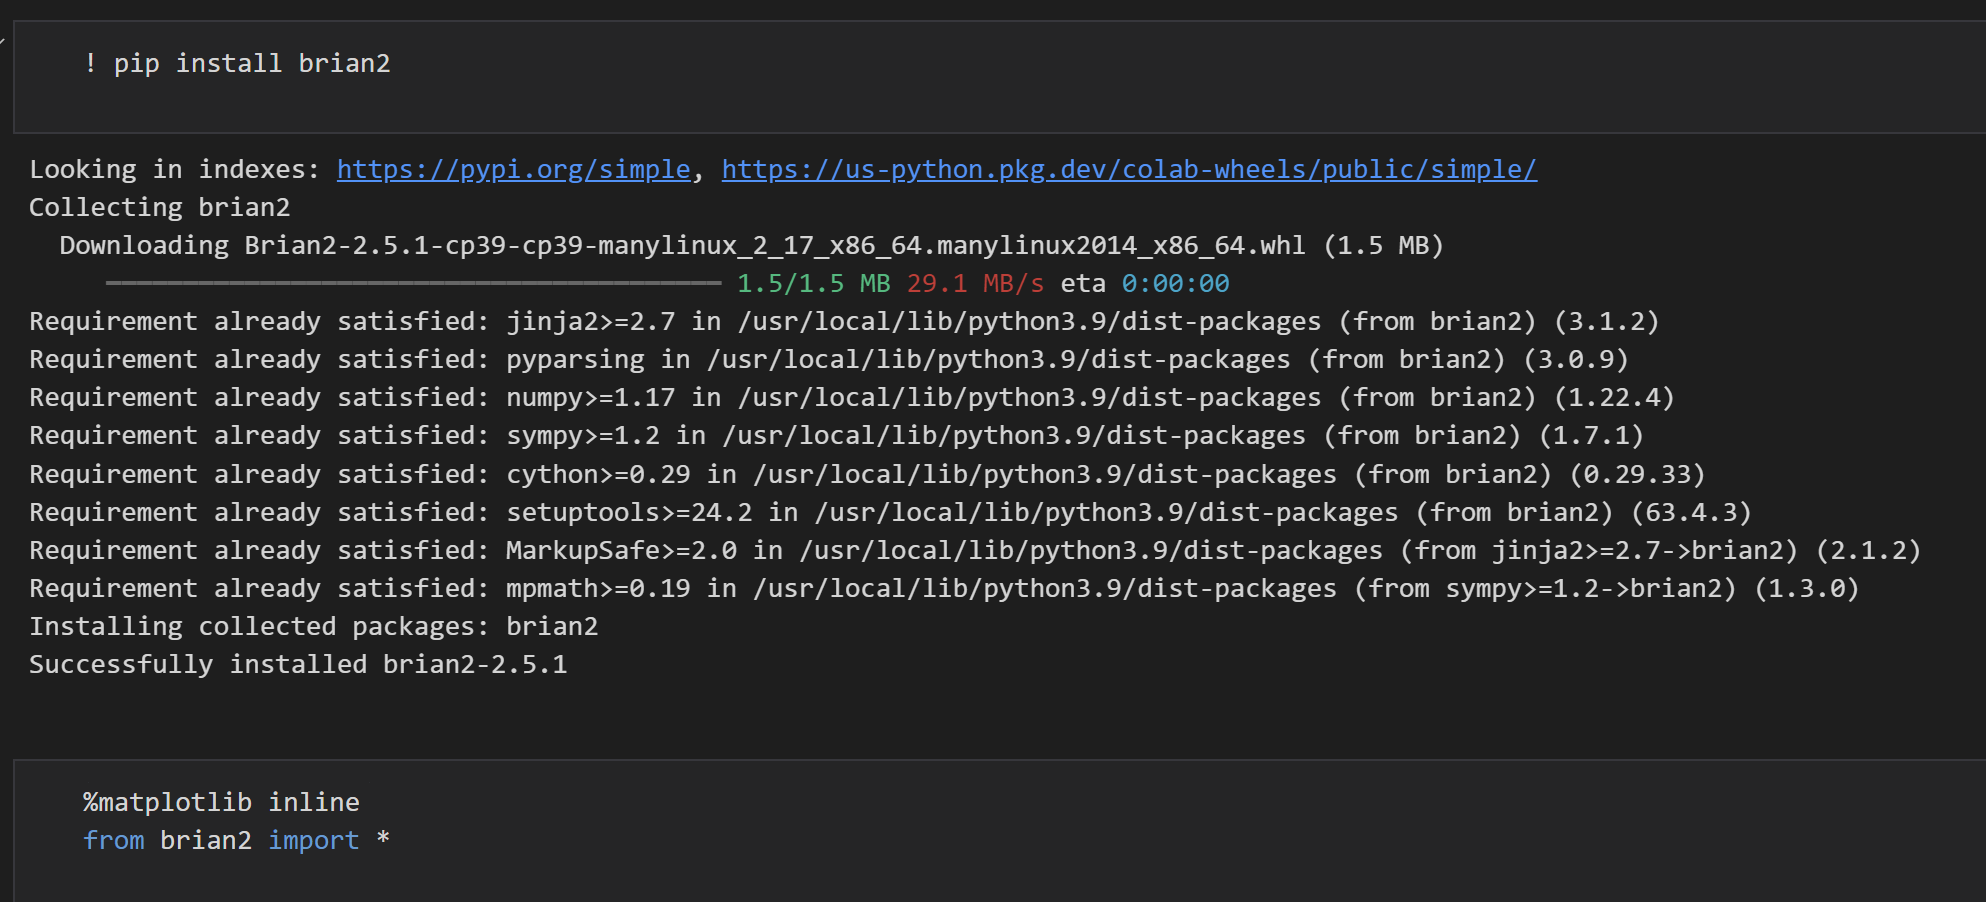 ! pip install brian2
Looking in indexes: https://pypi.org/simple, https://us-python.pkg.dev/colab-wheels/public/simple/
Collecting brian2
  Downloading Brian2-2.5.1-cp39-cp39-manylinux_2_17_x86_64.manylinux2014_x86_64.whl (1.5 MB)
1.5/1.5 MB 29.1 MB/s eta 0:00:00
Requirement already satisfied: jinja2>=2.7 in /usr/local/lib/python3.9/dist-packages (from brian2) (3.1.2)
Requirement already satisfied: pyparsing in /usr/local/lib/python3.9/dist-packages (from brian2) (3.0.9)
Requirement already satisfied: numpy>=1.17 in /usr/local/lib/python3.9/dist-packages (from brian2) (1.22.4)
Requirement already satisfied: sympy>=1.2 in /usr/local/lib/python3.9/dist-packages (from brian2) (1.7.1)
Requirement already satisfied: cython>=0.29 in /usr/local/lib/python3.9/dist-packages (from brian2) (0.29.33)
Requirement already satisfied: setuptools>=24.2 in /usr/local/lib/python3.9/dist-packages (from brian2) (63.4.3)
Requirement already satisfied: MarkupSafe>=2.0 in /usr/local/lib/python3.9/dist-packages (from jinja2>=2.7->brian2) (2.1.2)
Requirement already satisfied: mpmath>=0.19 in /usr/local/lib/python3.9/dist-packages (from sympy>=1.2->brian2) (1.3.0)
Installing collected packages: brian2
Successfully installed brian2-2.5.1
%matplotlib inline
from brian2 import *